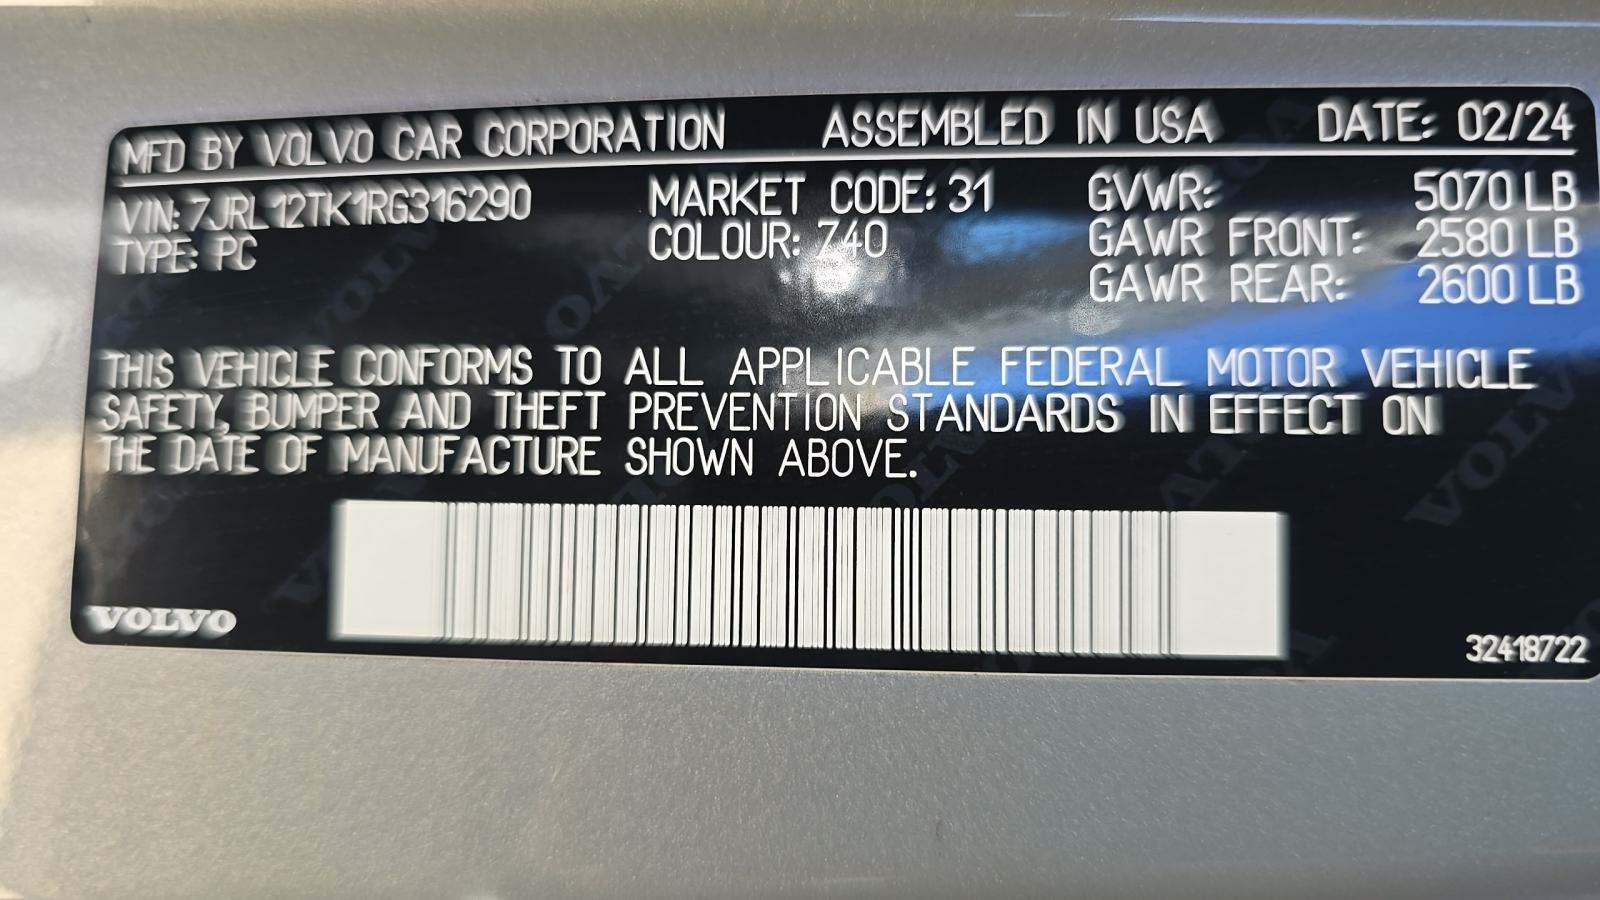 MFD BY VOLVO CAR CORPORATION ASSEMBLED IN USA DATE: 02/24
VIN: 7JRL12TK1RG316290 MARKET CODE: 31 GVWR: 5070 LB
TYPE: PC COLOUR: 740 GAWR FRONT: 2580 LB
GAWR REAR: 2600 LB
THIS VEHICLE CONFORMS TO ALL APPLICABLE FEDERAL MOTOR VEHICLE
SAFETY, BUMPER AND THEFT PREVENTION STANDARDS IN EFFECT ON
THE DATE OF MANUFACTURE SHOWN ABOVE.
VOLVO
32418722